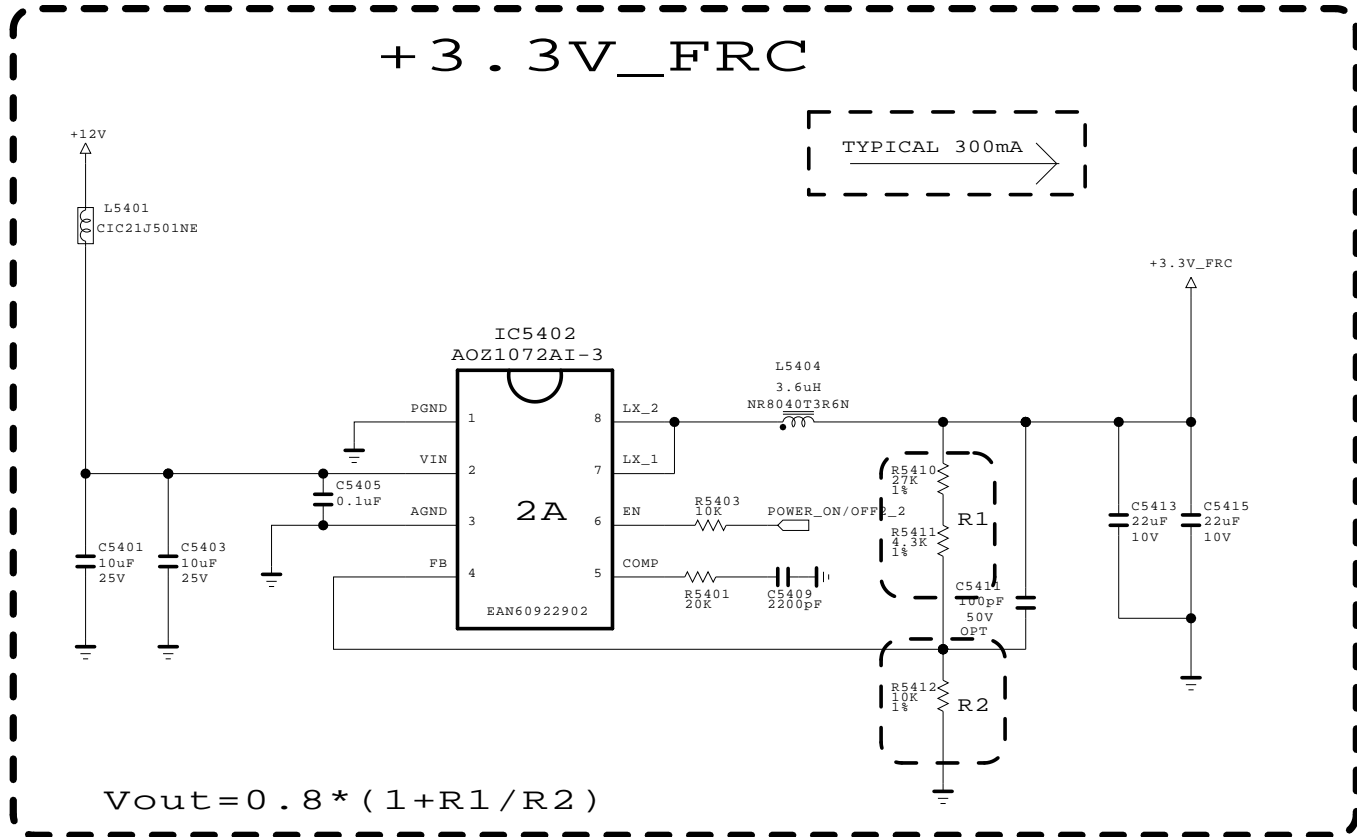 +3.3V_FRC
TYPICAL 300mA
+12V
L5401
CIC21J501NE
+3.3V_FRC
IC5402
AOZ1072AI-3
L5404
3.6uH
NR8040T3R6N
PGND
1
8
LX_2
VIN
2
7
LX_1
C5405
0.1uF
AGND
3
2A
6
EN
R5403
10K
POWER_ON/OFF2_2
FB
4
5
COMP
R5401
20K
C5409
2200pF
EAN60922902
C5401
10uF
25V
C5403
10uF
25V
R5410
27K
1%
R5411
4.3K
1%
R1
C5411
100pF
50V
OPT
C5413
22uF
10V
C5415
22uF
10V
R5412
10K
1%
R2
Vout=0.8*(1+R1/R2)